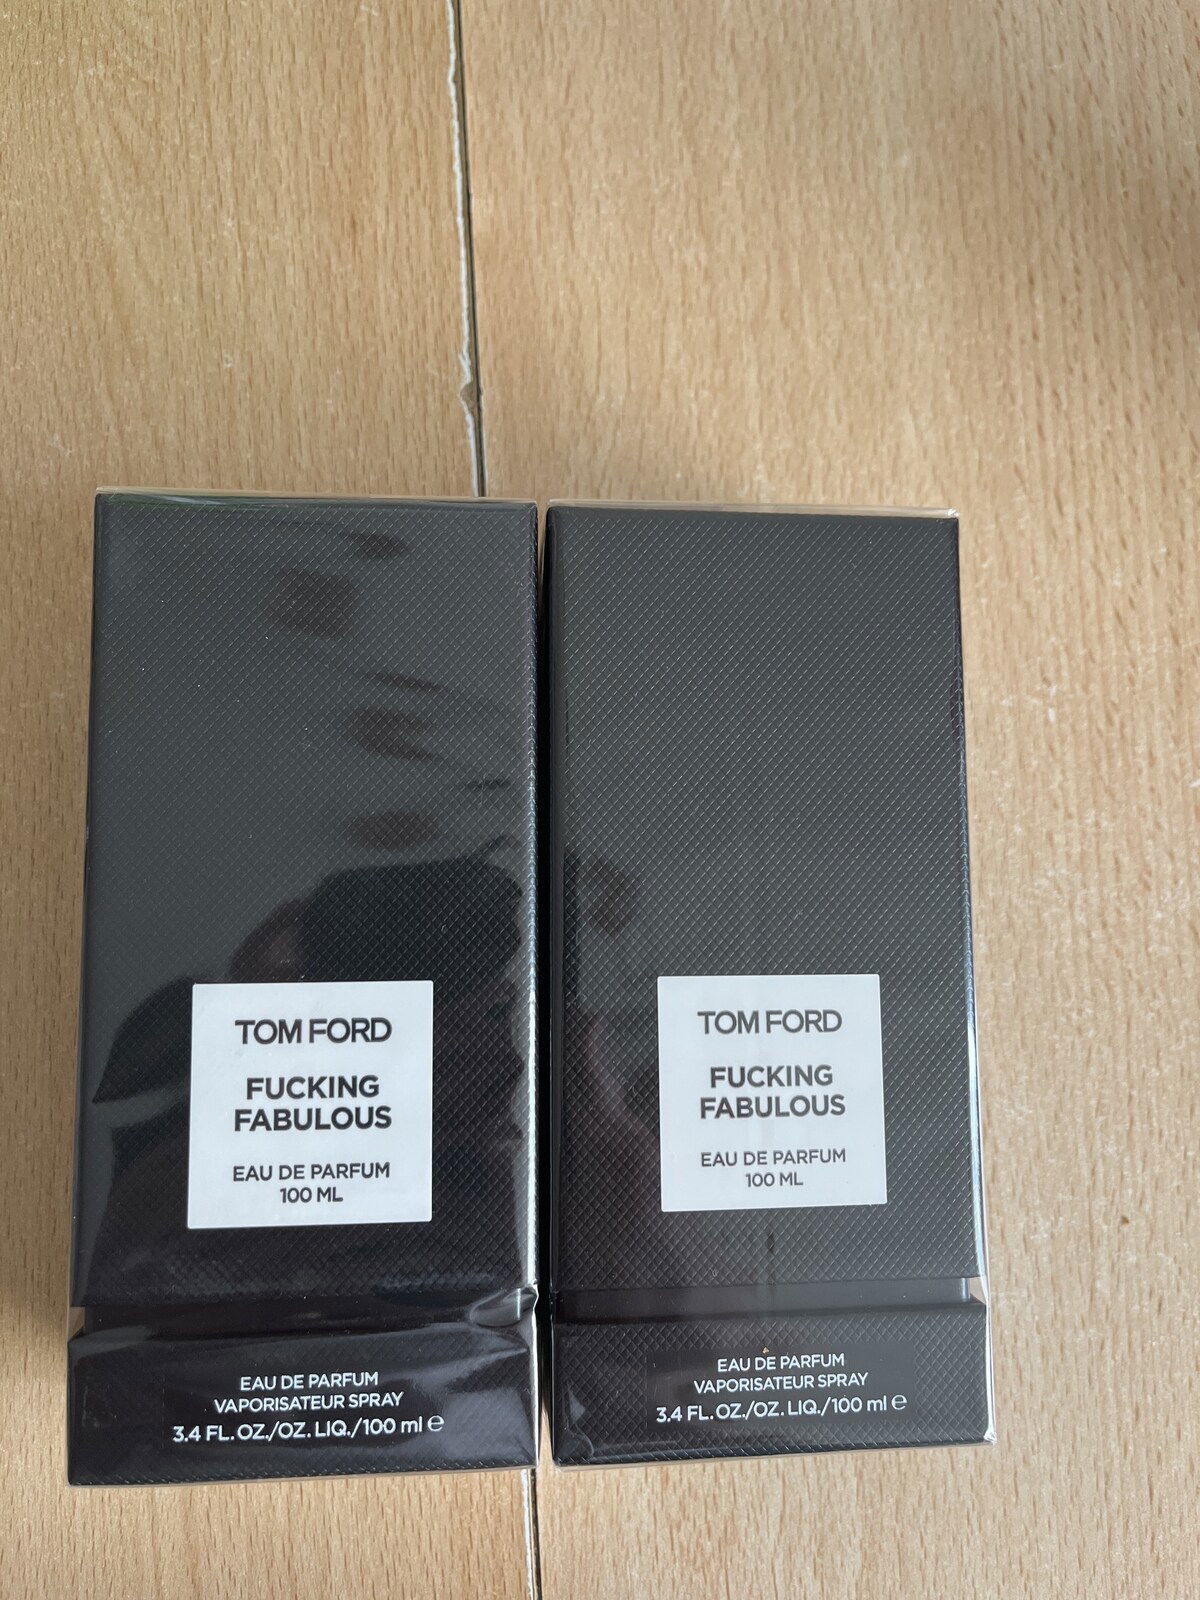 TOM FORD
FUCKING
FABULOUS
EAU DE PARFUM
100 ML
EAU DE PARFUM
VAPORISATEUR SPRAY
3.4 FL. OZ./OZ. LIQ./100 ml e
TOM FORD
FUCKING
FABULOUS
EAU DE PARFUM
100 ML
EAU DE PARFUM
VAPORISATEUR SPRAY
3.4 FL. OZ./OZ. LIQ./100 ml e